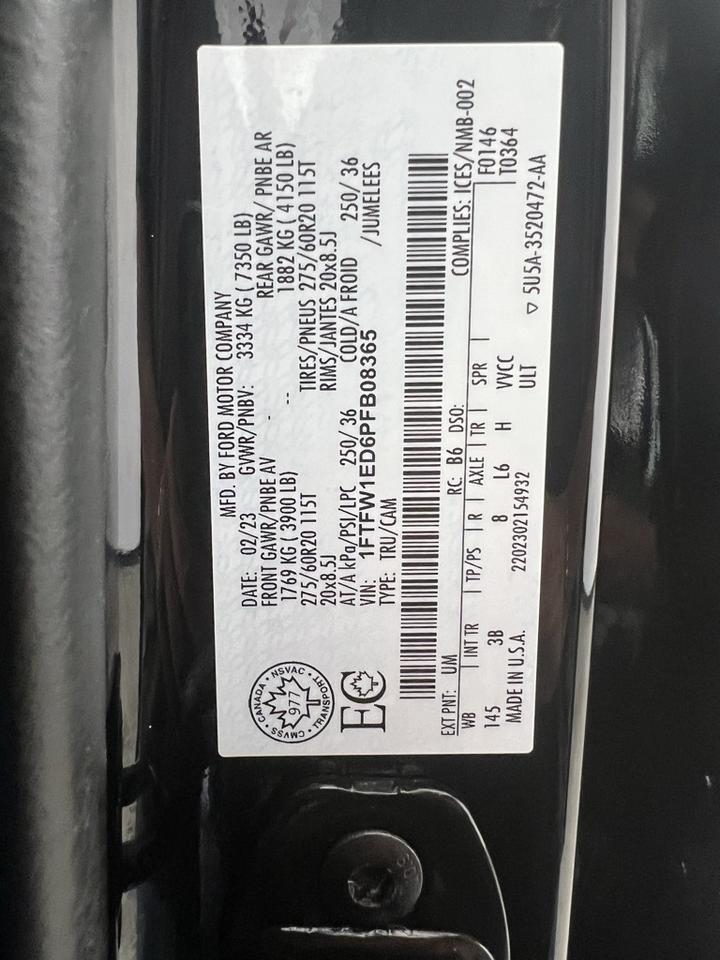 MFD. BY FORD MOTOR COMPANY
DATE: 02/23 GVWR/PNBV: 3334 KG ( 7350 LB)
FRONT GAWR/PNBE AV - REAR GAWR/ PNBE AR
1769 KG ( 3900 LB) -- 1882 KG ( 4150 LB)
275/60R20 115T TIRES/PNEUS 275/60R20 115T
20x8.5J RIMS/JANTES 20x8.5J
AT/A kPa/PSI/LPC 250/ 36 COLD/A FROID 250/ 36
VIN: 1FTFW1ED6PFB08365 /JUMELEES
TYPE: TRU/CAM
CANADA • NSVAC • TRANSPORT • CMVSS
977
EC
EXT PNT: UM RC: B6 DSO: COMPLIES: ICES/NMB-002
WB | INT TR | TP/PS | R | AXLE | TR | SPR | F0146
145 3B 8 L6 H VVCC T0364
MADE IN U.S.A. 2202302154932 ULT ▽ 5U5A-3520472-AA